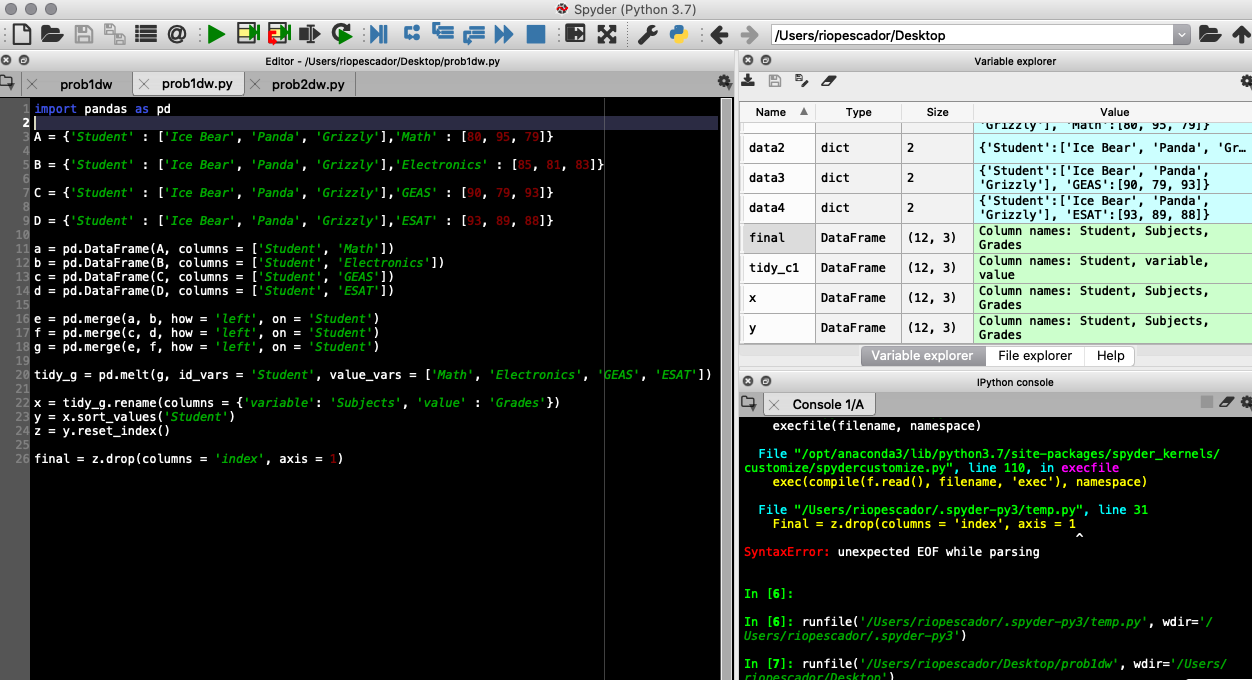 Spyder (Python 3.7)
/Users/riopescador/Desktop
Editor - /Users/riopescador/Desktop/prob1dw.py
prob1dw
prob1dw.py
prob2dw.py
1 import pandas as pd
2
3 A = {'Student' : ['Ice Bear', 'Panda', 'Grizzly'],'Math' : [80, 95, 79]}
4
5 B = {'Student' : ['Ice Bear', 'Panda', 'Grizzly'],'Electronics' : [85, 81, 83]}
6
7 C = {'Student' : ['Ice Bear', 'Panda', 'Grizzly'],'GEAS' : [90, 79, 93]}
8
9 D = {'Student' : ['Ice Bear', 'Panda', 'Grizzly'],'ESAT' : [93, 89, 88]}
10
11 a = pd.DataFrame(A, columns = ['Student', 'Math'])
12 b = pd.DataFrame(B, columns = ['Student', 'Electronics'])
13 c = pd.DataFrame(C, columns = ['Student', 'GEAS'])
14 d = pd.DataFrame(D, columns = ['Student', 'ESAT'])
15
16 e = pd.merge(a, b, how = 'left', on = 'Student')
17 f = pd.merge(c, d, how = 'left', on = 'Student')
18 g = pd.merge(e, f, how = 'left', on = 'Student')
19
20 tidy_g = pd.melt(g, id_vars = 'Student', value_vars = ['Math', 'Electronics', 'GEAS', 'ESAT'])
21
22 x = tidy_g.rename(columns = {'variable': 'Subjects', 'value' : 'Grades'})
23 y = x.sort_values('Student')
24 z = y.reset_index()
25
26 final = z.drop(columns = 'index', axis = 1)
Variable explorer
Name Type Size Value
'Grizzly'], 'Math':[80, 95, 79]}
data2 dict 2 {'Student':['Ice Bear', 'Panda', 'Gr...
data3 dict 2 {'Student':['Ice Bear', 'Panda',
'Grizzly'], 'GEAS':[90, 79, 93]}
data4 dict 2 {'Student':['Ice Bear', 'Panda',
'Grizzly'], 'ESAT':[93, 89, 88]}
final DataFrame (12, 3) Column names: Student, Subjects,
Grades
tidy_c1 DataFrame (12, 3) Column names: Student, variable,
value
x DataFrame (12, 3) Column names: Student, Subjects,
Grades
y DataFrame (12, 3) Column names: Student, Subjects,
Grades
Variable explorer File explorer Help
IPython console
Console 1/A
execfile(filename, namespace)
File "/opt/anaconda3/lib/python3.7/site-packages/spyder_kernels/
customize/spydercustomize.py", line 110, in execfile
exec(compile(f.read(), filename, 'exec'), namespace)
File "/Users/riopescador/.spyder-py3/temp.py", line 31
Final = z.drop(columns = 'index', axis = 1
^
SyntaxError: unexpected EOF while parsing
In [6]:
In [6]: runfile('/Users/riopescador/.spyder-py3/temp.py', wdir='/
Users/riopescador/.spyder-py3')
In [7]: runfile('/Users/riopescador/Desktop/prob1dw', wdir='/Users/
riopescador/Desktop')